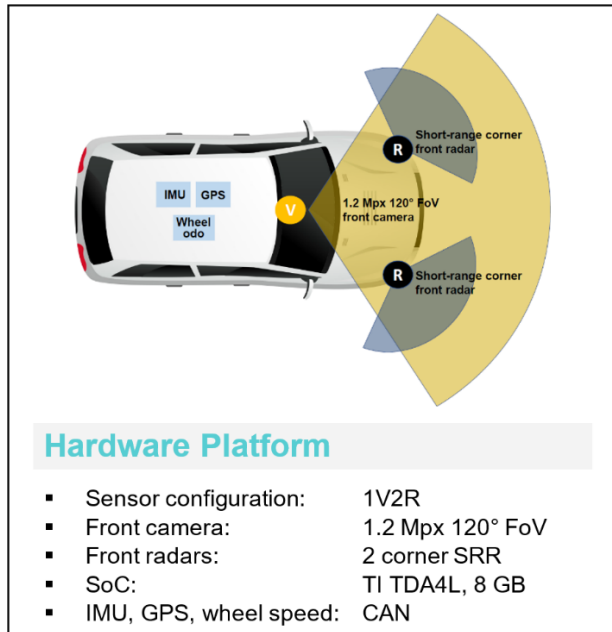 Short-range corner
front radar
R
IMU
GPS
Wheel
odo
V
1.2 Mpx 120° FoV
front camera
R
Short-range corner
front radar
Hardware Platform
▪ Sensor configuration: 1V2R
▪ Front camera: 1.2 Mpx 120° FoV
▪ Front radars: 2 corner SRR
▪ SoC: TI TDA4L, 8 GB
▪ IMU, GPS, wheel speed: CAN